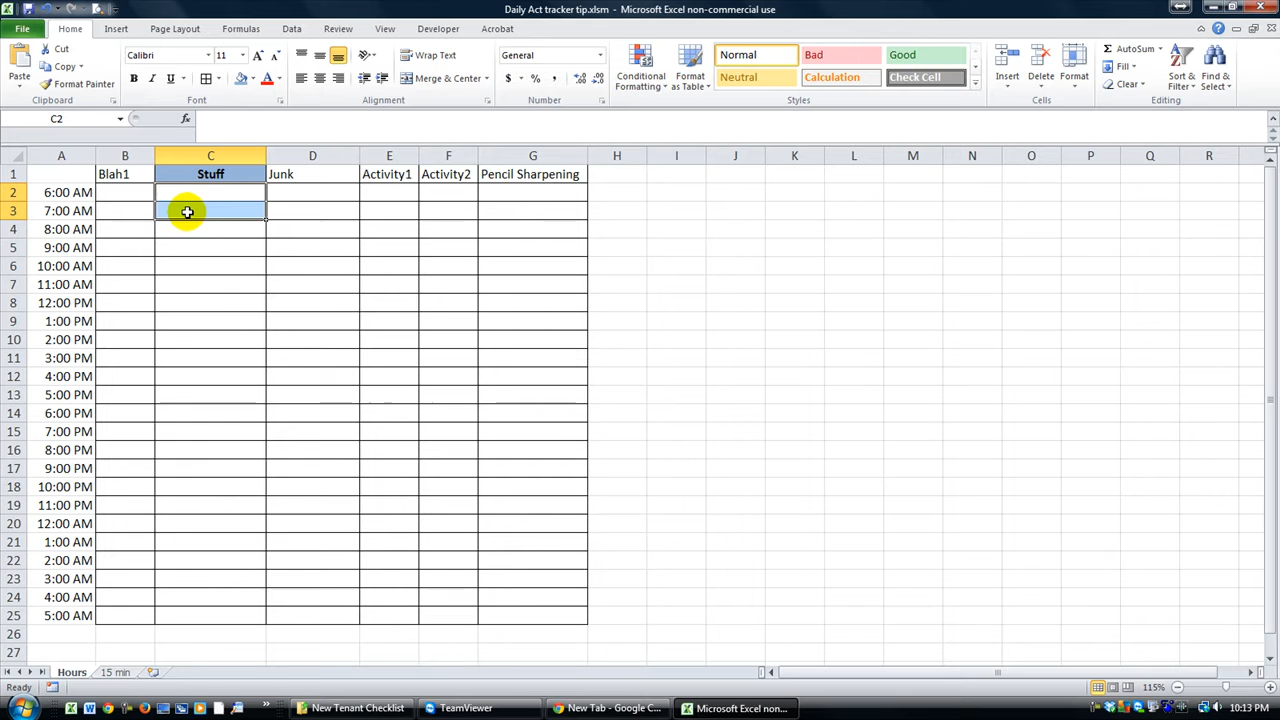 Daily Act tracker tip.xlsm - Microsoft Excel non-commercial use
File Home Insert Page Layout Formulas Data Review View Developer Acrobat
Paste
Cut
Copy
Format Painter
Clipboard
Calibri 11
B I U
Font
Wrap Text
Merge & Center
Alignment
General
$ % ,
Number
Conditional Formatting
Format as Table
Normal Bad Good
Neutral Calculation Check Cell
Styles
Insert Delete Format
Cells
AutoSum
Fill
Clear
Sort & Filter
Find & Select
Editing
C2 fx
A B C D E F G H I J K L M N O P Q R
1 Blah1 Stuff Junk Activity1 Activity2 Pencil Sharpening
2 6:00 AM
3 7:00 AM
4 8:00 AM
5 9:00 AM
6 10:00 AM
7 11:00 AM
8 12:00 PM
9 1:00 PM
10 2:00 PM
11 3:00 PM
12 4:00 PM
13 5:00 PM
14 6:00 PM
15 7:00 PM
16 8:00 PM
17 9:00 PM
18 10:00 PM
19 11:00 PM
20 12:00 AM
21 1:00 AM
22 2:00 AM
23 3:00 AM
24 4:00 AM
25 5:00 AM
26
27
Hours 15 min
Ready 115%
New Tenant Checklist TeamViewer New Tab - Google C... Microsoft Excel non-... 10:13 PM